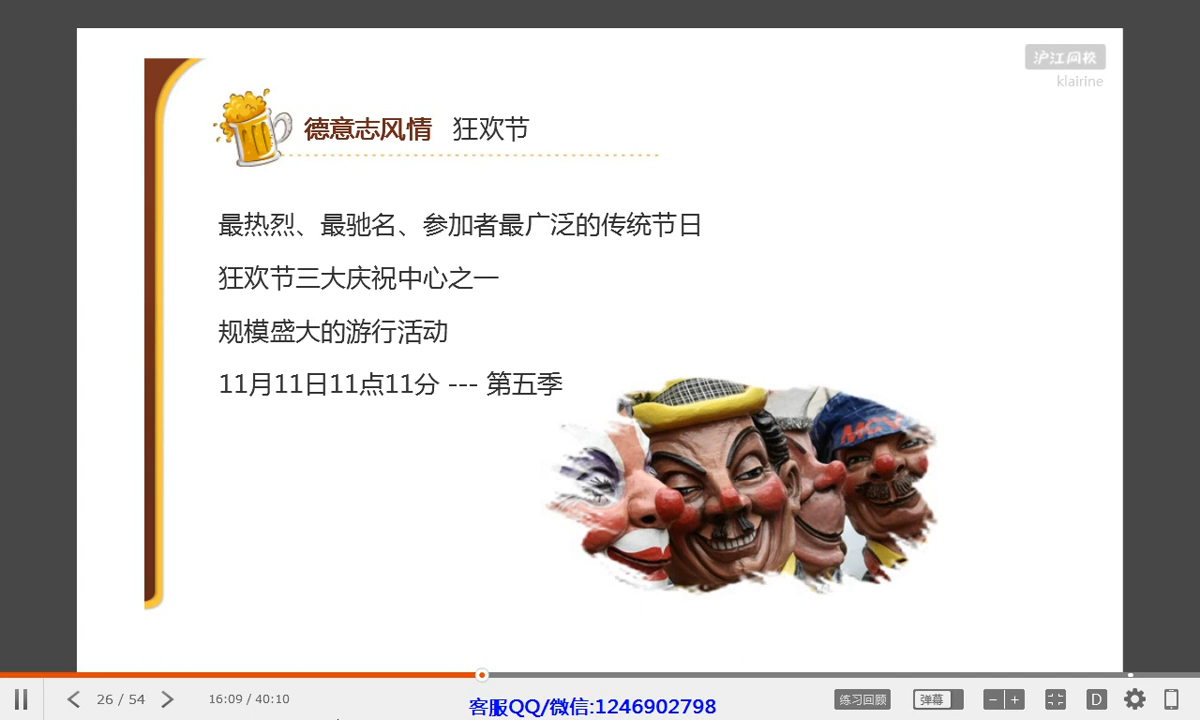 沪江网校
klairine
德意志风情 狂欢节
最热烈、最驰名、参加者最广泛的传统节日
狂欢节三大庆祝中心之一
规模盛大的游行活动
11月11日11点11分 --- 第五季
26 / 54
16:09 / 40:10
客服QQ/微信:1246902798
练习回顾
弹幕
D